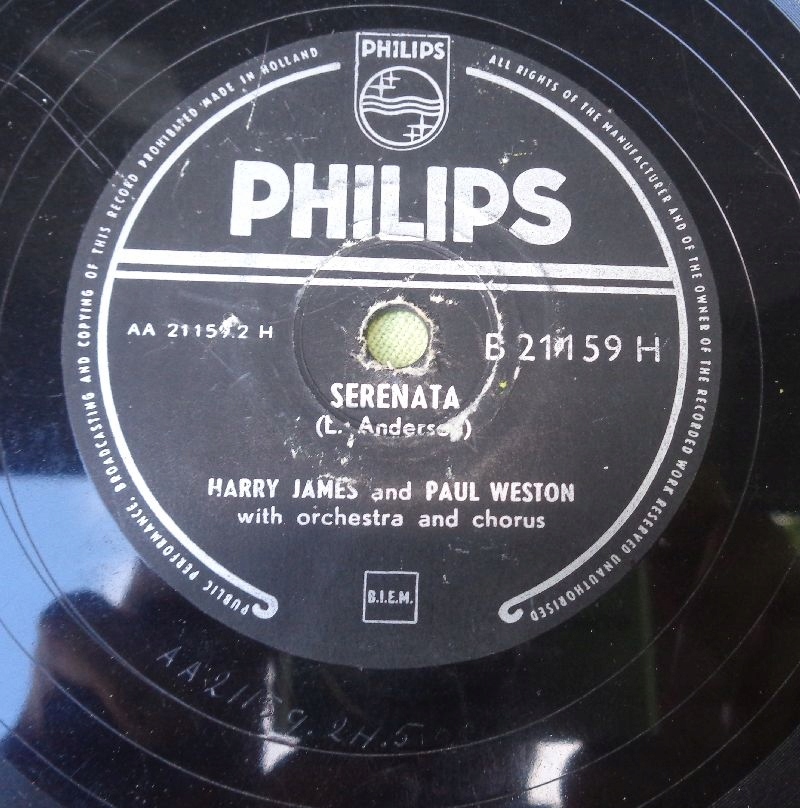 PHILIPS
MADE IN HOLLAND
ALL RIGHTS OF THE MANUFACTURER AND OF THE OWNER OF THE RECORDED WORK RESERVED UNAUTHORISED
PUBLIC PERFORMANCE, BROADCASTING AND COPYING OF THIS RECORD PROHIBITED
PHILIPS
AA 21159.2 H
B 21159 H
SERENATA
(L. Anderson)
HARRY JAMES and PAUL WESTON
with orchestra and chorus
B.I.E.M.
AA21159.2H.5